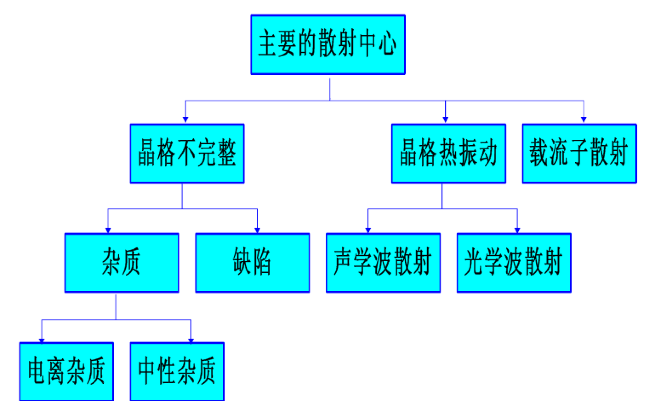 主要的散射中心
晶格不完整
晶格热振动
载流子散射
杂质
缺陷
声学波散射
光学波散射
电离杂质
中性杂质